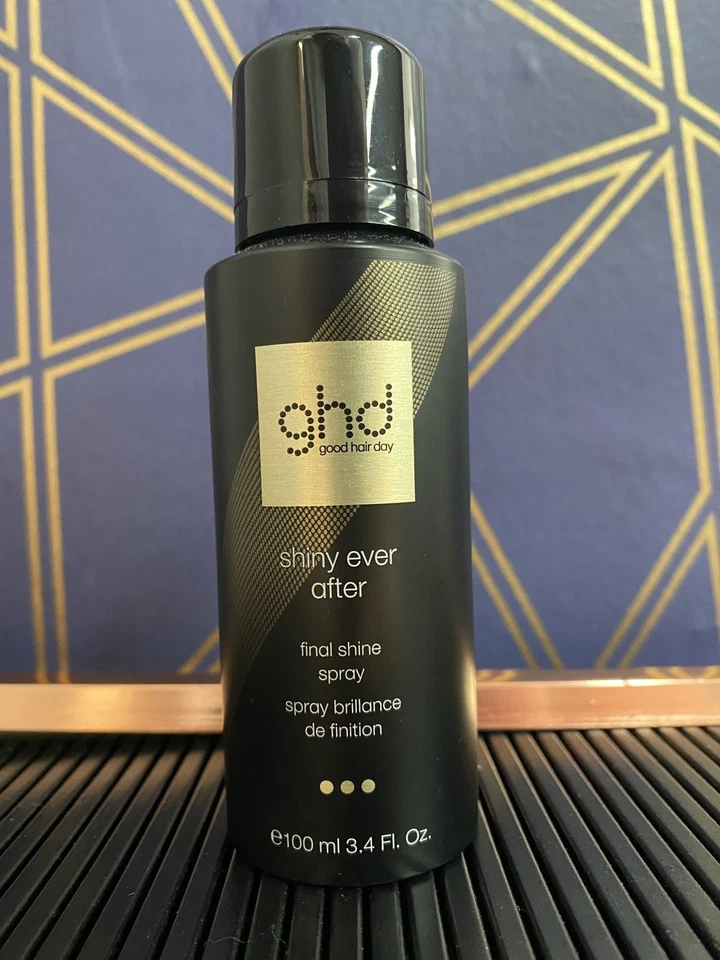 ghd
good hair day
shiny ever
after
final shine
spray
spray brillance
de finition
℮100 ml 3.4 Fl. Oz.